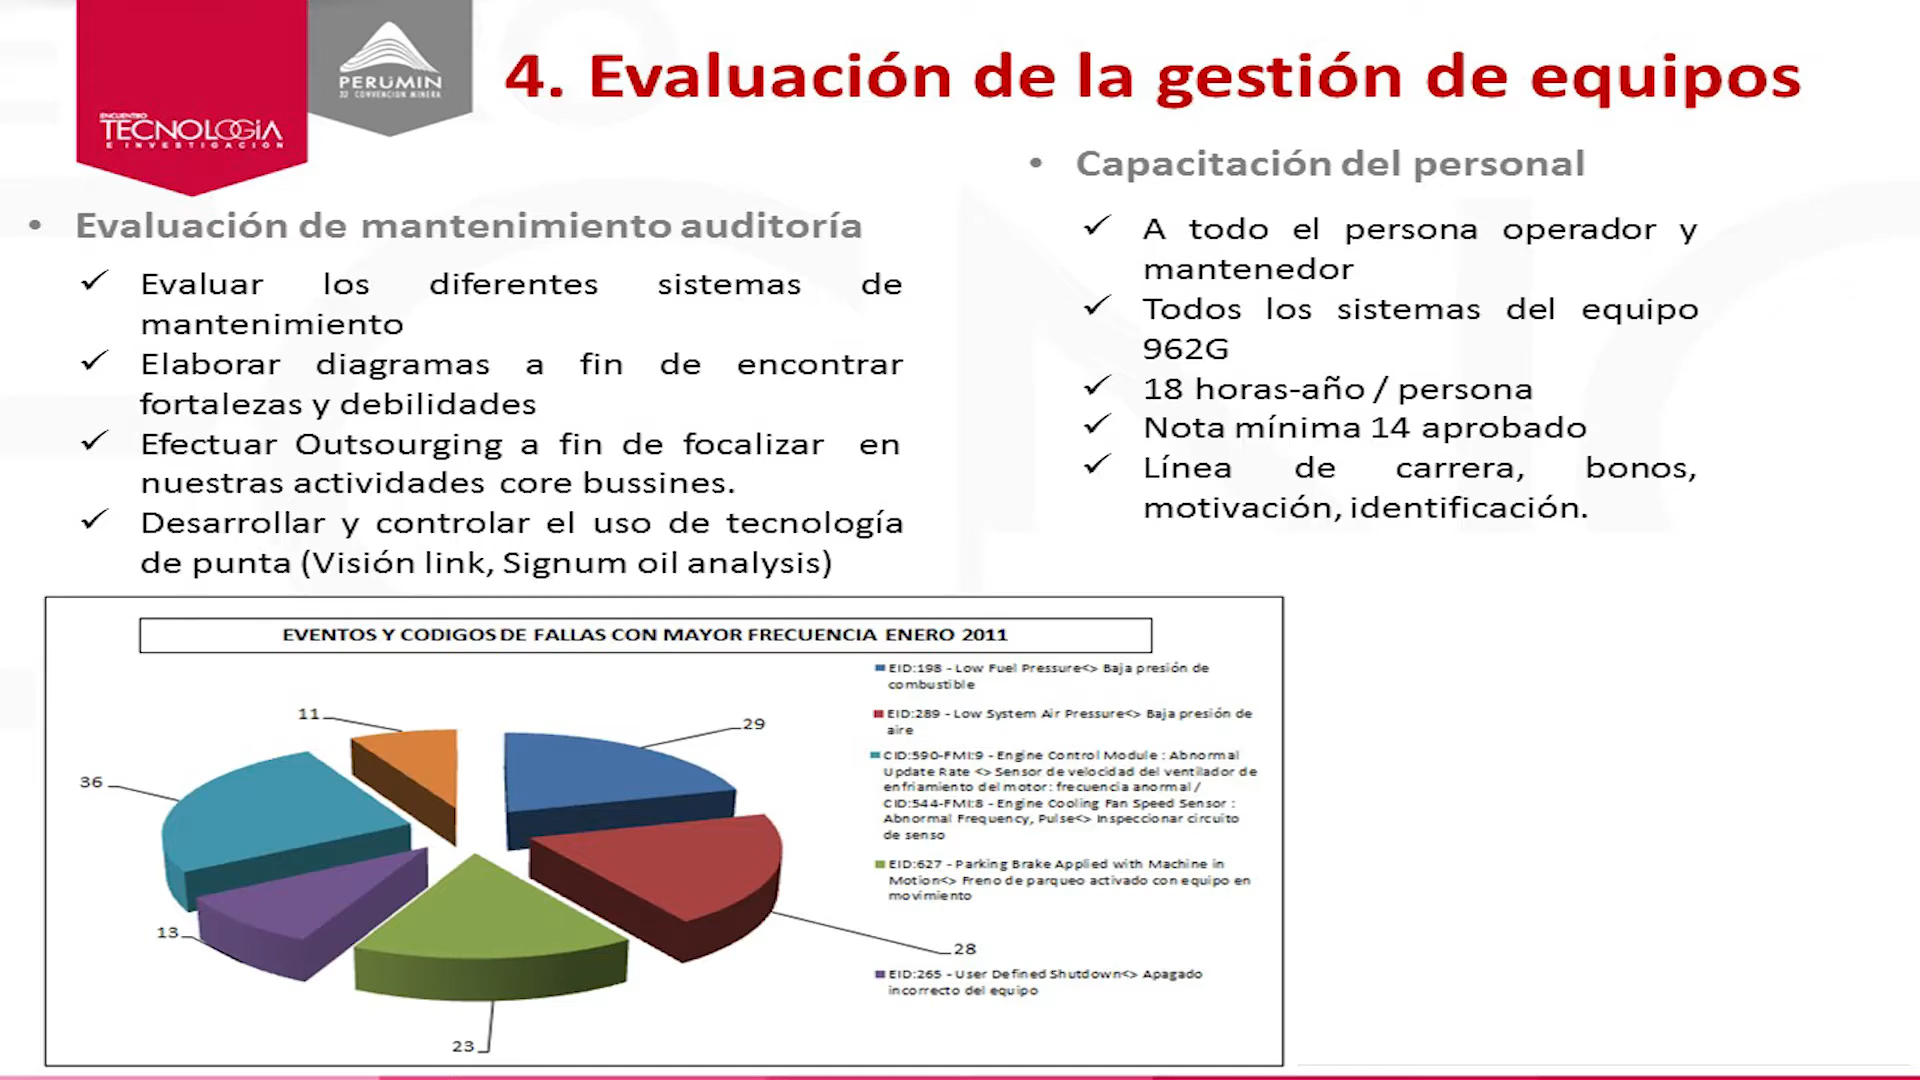 ENCUENTRO
TECNOLOGÍA
E INVESTIGACIÓN
PERUMIN
32 CONVENCION MINERA
4. Evaluación de la gestión de equipos
• Evaluación de mantenimiento auditoría
✓ Evaluar los diferentes sistemas de
mantenimiento
✓ Elaborar diagramas a fin de encontrar
fortalezas y debilidades
✓ Efectuar Outsourging a fin de focalizar en
nuestras actividades core bussines.
✓ Desarrollar y controlar el uso de tecnología
de punta (Visión link, Signum oil analysis)
• Capacitación del personal
✓ A todo el persona operador y
mantenedor
✓ Todos los sistemas del equipo
962G
✓ 18 horas-año / persona
✓ Nota mínima 14 aprobado
✓ Línea de carrera, bonos,
motivación, identificación.
EVENTOS Y CODIGOS DE FALLAS CON MAYOR FRECUENCIA ENERO 2011
11
29
36
13
28
23
EID:198 - Low Fuel Pressure<> Baja presión de
combustible
EID:289 - Low System Air Pressure<> Baja presión de
aire
CID:590-FMI:9 - Engine Control Module : Abnormal
Update Rate <> Sensor de velocidad del ventilador de
enfriamiento del motor: frecuencia anormal /
CID:544-FMI:8 - Engine Cooling Fan Speed Sensor :
Abnormal Frequency, Pulse<> Inspeccionar circuito
de senso
EID:627 - Parking Brake Applied with Machine in
Motion<> Freno de parqueo activado con equipo en
movimiento
EID:265 - User Defined Shutdown<> Apagado
incorrecto del equipo